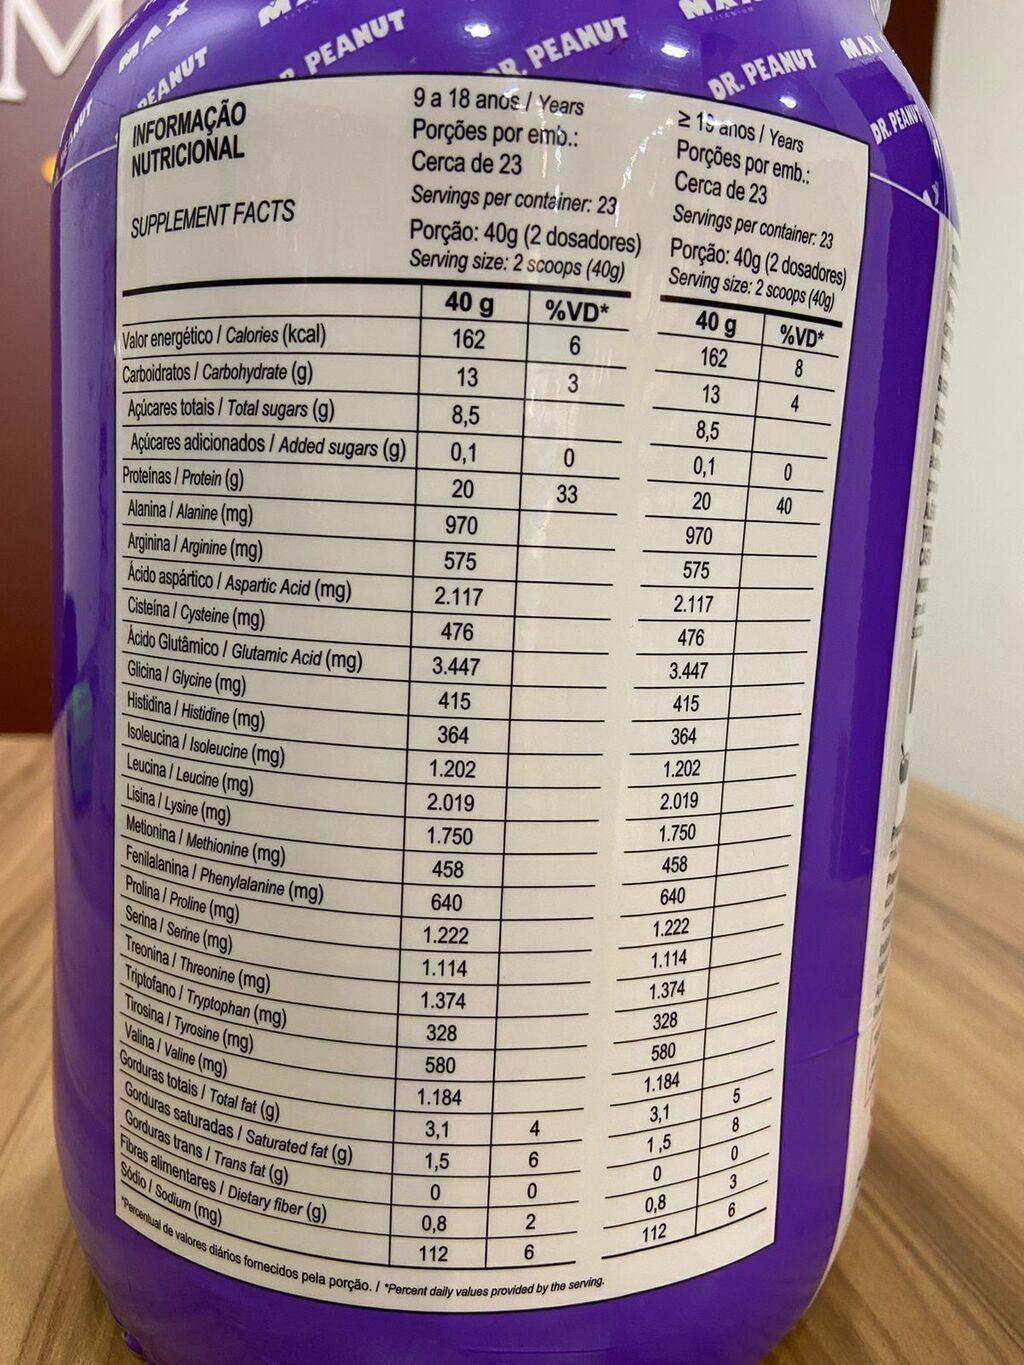 M
MAX
MAX
TITANIUM
DR. PEANUT
DR. PEANUT
DR. PEANUT
DR. PEANUT
MAX
INFORMAÇÃO
NUTRICIONAL
SUPPLEMENT FACTS
9 a 18 anos / Years
Porções por emb.:
Cerca de 23
Servings per container: 23
Porção: 40g (2 dosadores)
Serving size: 2 scoops (40g)
≥ 19 anos / Years
Porções por emb.:
Cerca de 23
Servings per container: 23
Porção: 40g (2 dosadores)
Serving size: 2 scoops (40g)
40 g %VD* 40 g %VD*
Valor energético / Calories (kcal) 162 6 162 8
Carboidratos / Carbohydrate (g) 13 3 13 4
Açúcares totais / Total sugars (g) 8,5 8,5
Açúcares adicionados / Added sugars (g) 0,1 0 0,1 0
Proteínas / Protein (g) 20 33 20 40
Alanina / Alanine (mg) 970 970
Arginina / Arginine (mg) 575 575
Ácido aspártico / Aspartic Acid (mg) 2.117 2.117
Cisteína / Cysteine (mg) 476 476
Ácido Glutâmico / Glutamic Acid (mg) 3.447 3.447
Glicina / Glycine (mg) 415 415
Histidina / Histidine (mg) 364 364
Isoleucina / Isoleucine (mg) 1.202 1.202
Leucina / Leucine (mg) 2.019 2.019
Lisina / Lysine (mg) 1.750 1.750
Metionina / Methionine (mg) 458 458
Fenilalanina / Phenylalanine (mg) 640 640
Prolina / Proline (mg) 1.222 1.222
Serina / Serine (mg) 1.114 1.114
Treonina / Threonine (mg) 1.374 1.374
Triptofano / Tryptophan (mg) 328 328
Tirosina / Tyrosine (mg) 580 580
Valina / Valine (mg) 1.184 1.184
Gorduras totais / Total fat (g) 3,1 4 3,1 5
Gorduras saturadas / Saturated fat (g) 1,5 6 1,5 8
Gorduras trans / Trans fat (g) 0 0 0 0
Fibras alimentares / Dietary fiber (g) 0,8 2 0,8 3
Sódio / Sodium (mg) 112 6 112 6
*Percentual de valores diários fornecidos pela porção. / *Percent daily values provided by the serving.